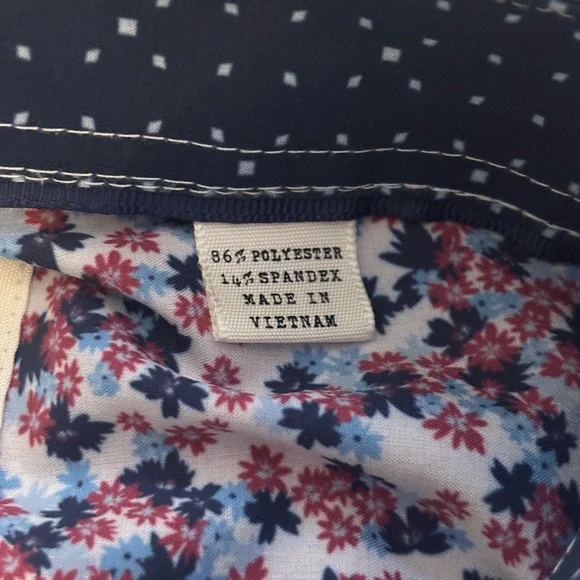 86% POLYESTER
14% SPANDEX
MADE IN
VIETNAM